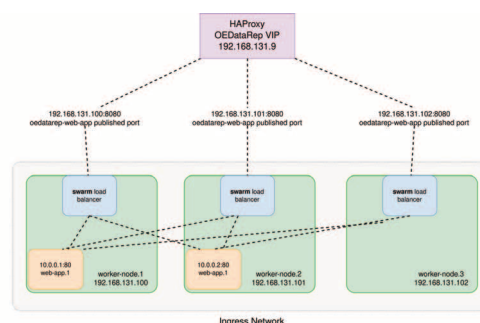 HAProxy
OEDataRep VIP
192.168.131.9
192.168.131.100:8080
oedatarep-web-app published port
192.168.131.101:8080
oedatarep-web-app published port
192.168.131.102:8080
oedatarep-web-app published port
swarm load
balancer
swarm load
balancer
swarm load
balancer
10.0.0.1:80
web-app.1
worker-node.1
192.168.131.100
10.0.0.2:80
web-app.1
worker-node.2
192.168.131.101
worker-node.3
192.168.131.102
Ingress Network